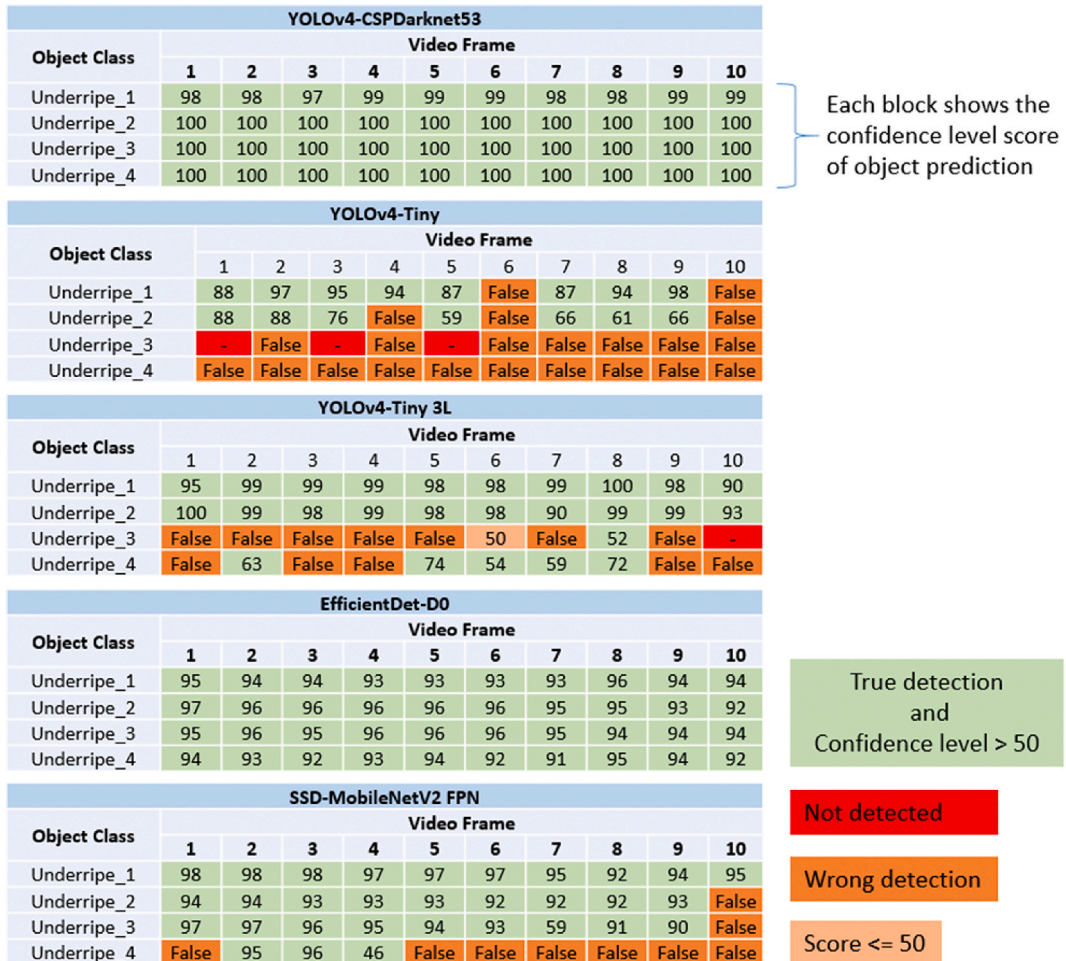 YOLOv4-CSPDarknet53
Object Class
Video Frame
1 2 3 4 5 6 7 8 9 10
Underripe_1 98 98 97 99 99 99 98 98 99 99
Underripe_2 100 100 100 100 100 100 100 100 100 100
Underripe_3 100 100 100 100 100 100 100 100 100 100
Underripe_4 100 100 100 100 100 100 100 100 100 100
Each block shows the
confidence level score
of object prediction
YOLOv4-Tiny
Object Class
Video Frame
1 2 3 4 5 6 7 8 9 10
Underripe_1 88 97 95 94 87 False 87 94 98 False
Underripe_2 88 88 76 False 59 False 66 61 66 False
Underripe_3 - False - False - False False False False False
Underripe_4 False False False False False False False False False False
YOLOv4-Tiny 3L
Object Class
Video Frame
1 2 3 4 5 6 7 8 9 10
Underripe_1 95 99 99 99 98 98 99 100 98 90
Underripe_2 100 99 98 99 98 98 90 99 99 93
Underripe_3 False False False False False 50 False 52 False -
Underripe_4 False 63 False False 74 54 59 72 False False
EfficientDet-D0
Object Class
Video Frame
1 2 3 4 5 6 7 8 9 10
Underripe_1 95 94 94 93 93 93 93 96 94 94
Underripe_2 97 96 96 96 96 96 95 95 93 92
Underripe_3 95 96 95 96 96 96 95 94 94 94
Underripe_4 94 93 92 93 94 92 91 95 94 92
SSD-MobileNetV2 FPN
Object Class
Video Frame
1 2 3 4 5 6 7 8 9 10
Underripe_1 98 98 98 97 97 97 95 92 94 95
Underripe_2 94 94 93 93 93 92 92 92 93 False
Underripe_3 97 97 96 95 94 93 59 91 90 False
Underripe_4 False 95 96 46 False False False False False False
True detection
and
Confidence level > 50
Not detected
Wrong detection
Score <= 50